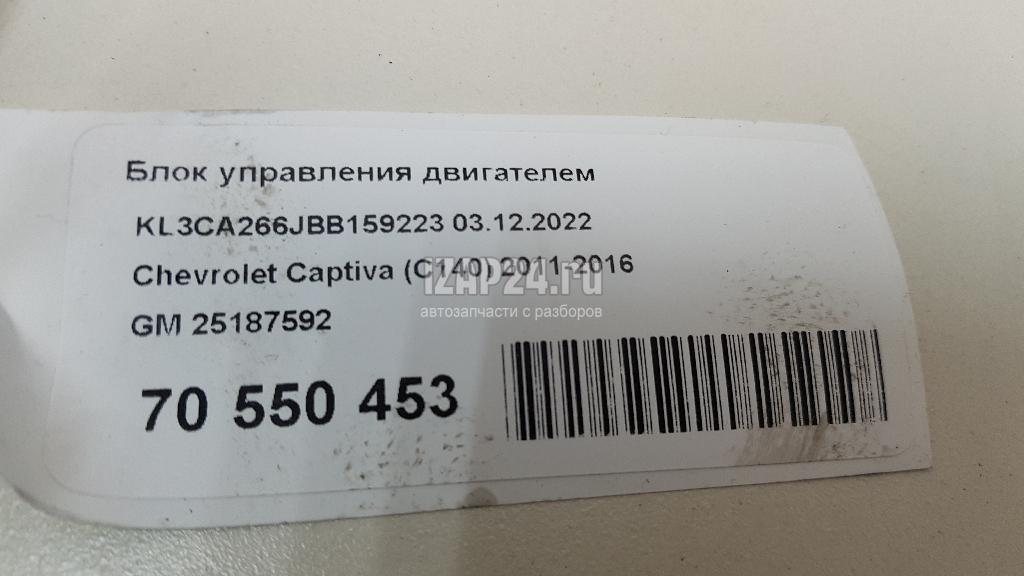 Блок управления двигателем
KL3CA266JBB159223 03.12.2022
Chevrolet Captiva (C140) 2011-2016
iZAP24.ru
GM 25187592
автозапчасти с разборов
70 550 453